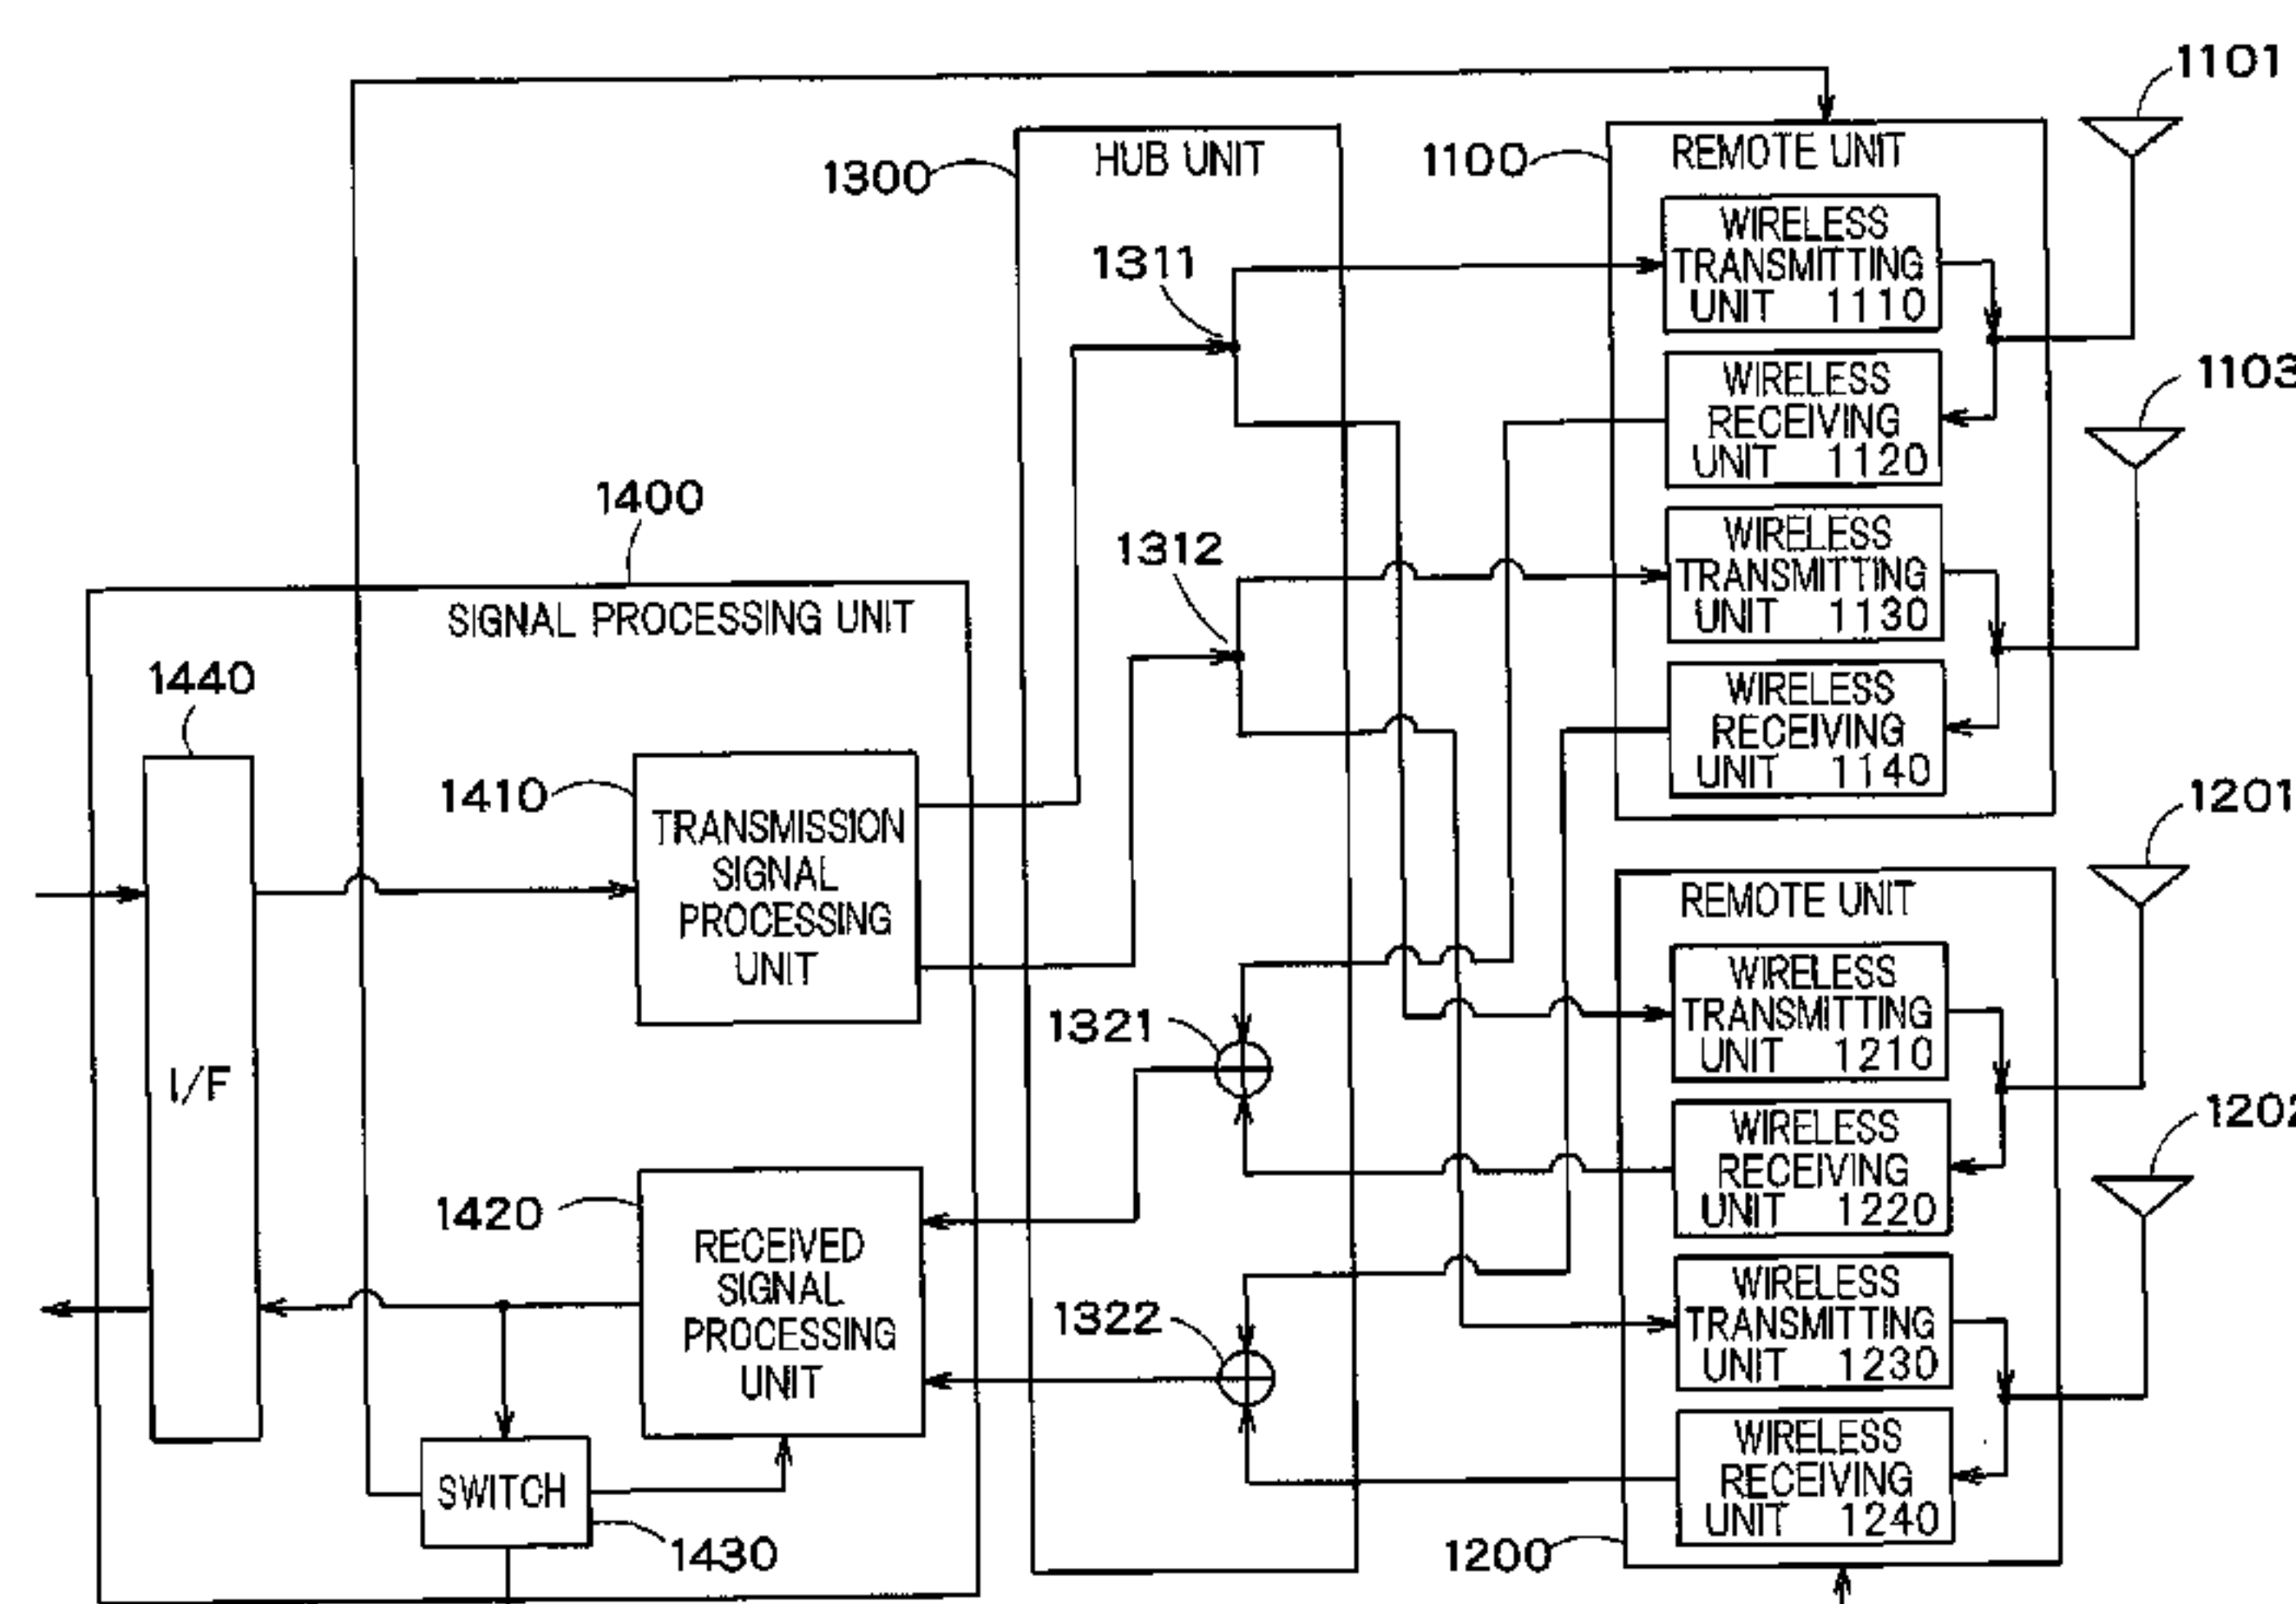 1101
1300
HUB UNIT
1100
REMOTE UNIT
WIRELESS
TRANSMITTING
UNIT 1110
1311
1103
WIRELESS
RECEIVING
UNIT 1120
1400
1312
WIRELESS
TRANSMITTING
UNIT 1130
SIGNAL PROCESSING UNIT
1440
WIRELESS
RECEIVING
UNIT 1140
1410
TRANSMISSION
SIGNAL
PROCESSING
UNIT
1201
REMOTE UNIT
WIRELESS
TRANSMITTING
UNIT 1210
1321
I/F
1202
WIRELESS
RECEIVING
UNIT 1220
1420
RECEIVED
SIGNAL
PROCESSING
UNIT
1322
WIRELESS
TRANSMITTING
UNIT 1230
WIRELESS
RECEIVING
UNIT 1240
SWITCH
1430
1200